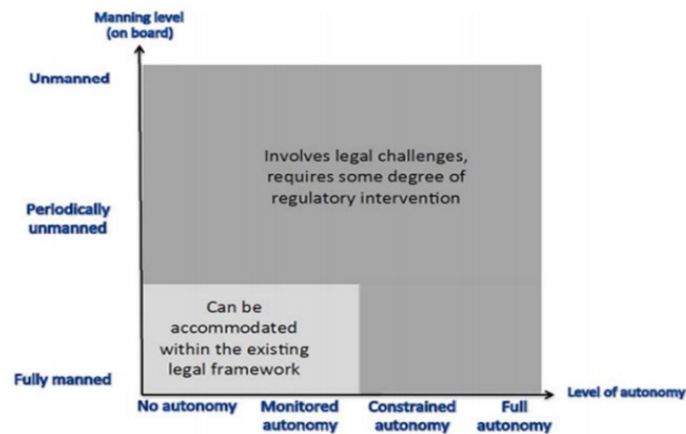 Manning level
(on board)
Unmanned
Involves legal challenges,
requires some degree of
regulatory intervention
Periodically
unmanned
Can be
accommodated
within the existing
legal framework
Fully manned
Level of autonomy
No autonomy
Monitored
autonomy
Constrained
autonomy
Full
autonomy